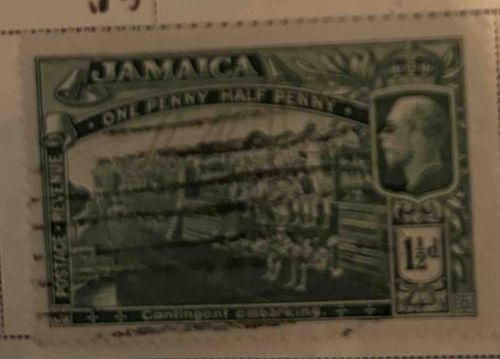 JAMAICA
· ONE PENNY HALF PENNY ·
POSTAGE & REVENUE
1½d
Contingent embarking.